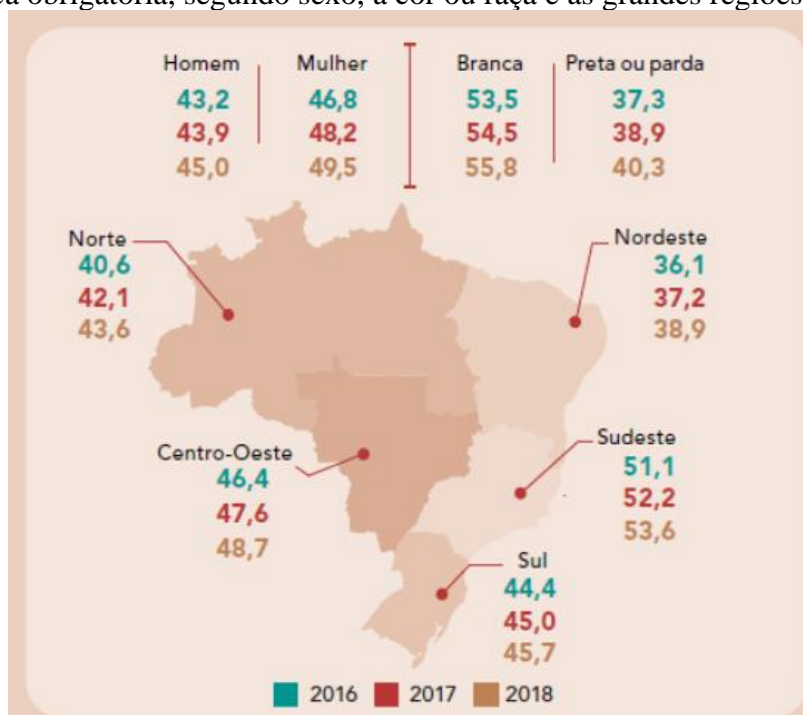 obrigatória, segundo sexo, a cor ou raça e as grandes regiões
Homem Mulher Branca Preta ou parda
43,2 46,8 53,5 37,3
43,9 48,2 54,5 38,9
45,0 49,5 55,8 40,3
Norte
40,6
42,1
43,6
Nordeste
36,1
37,2
38,9
Centro-Oeste
46,4
47,6
48,7
Sudeste
51,1
52,2
53,6
Sul
44,4
45,0
45,7
2016 2017 2018